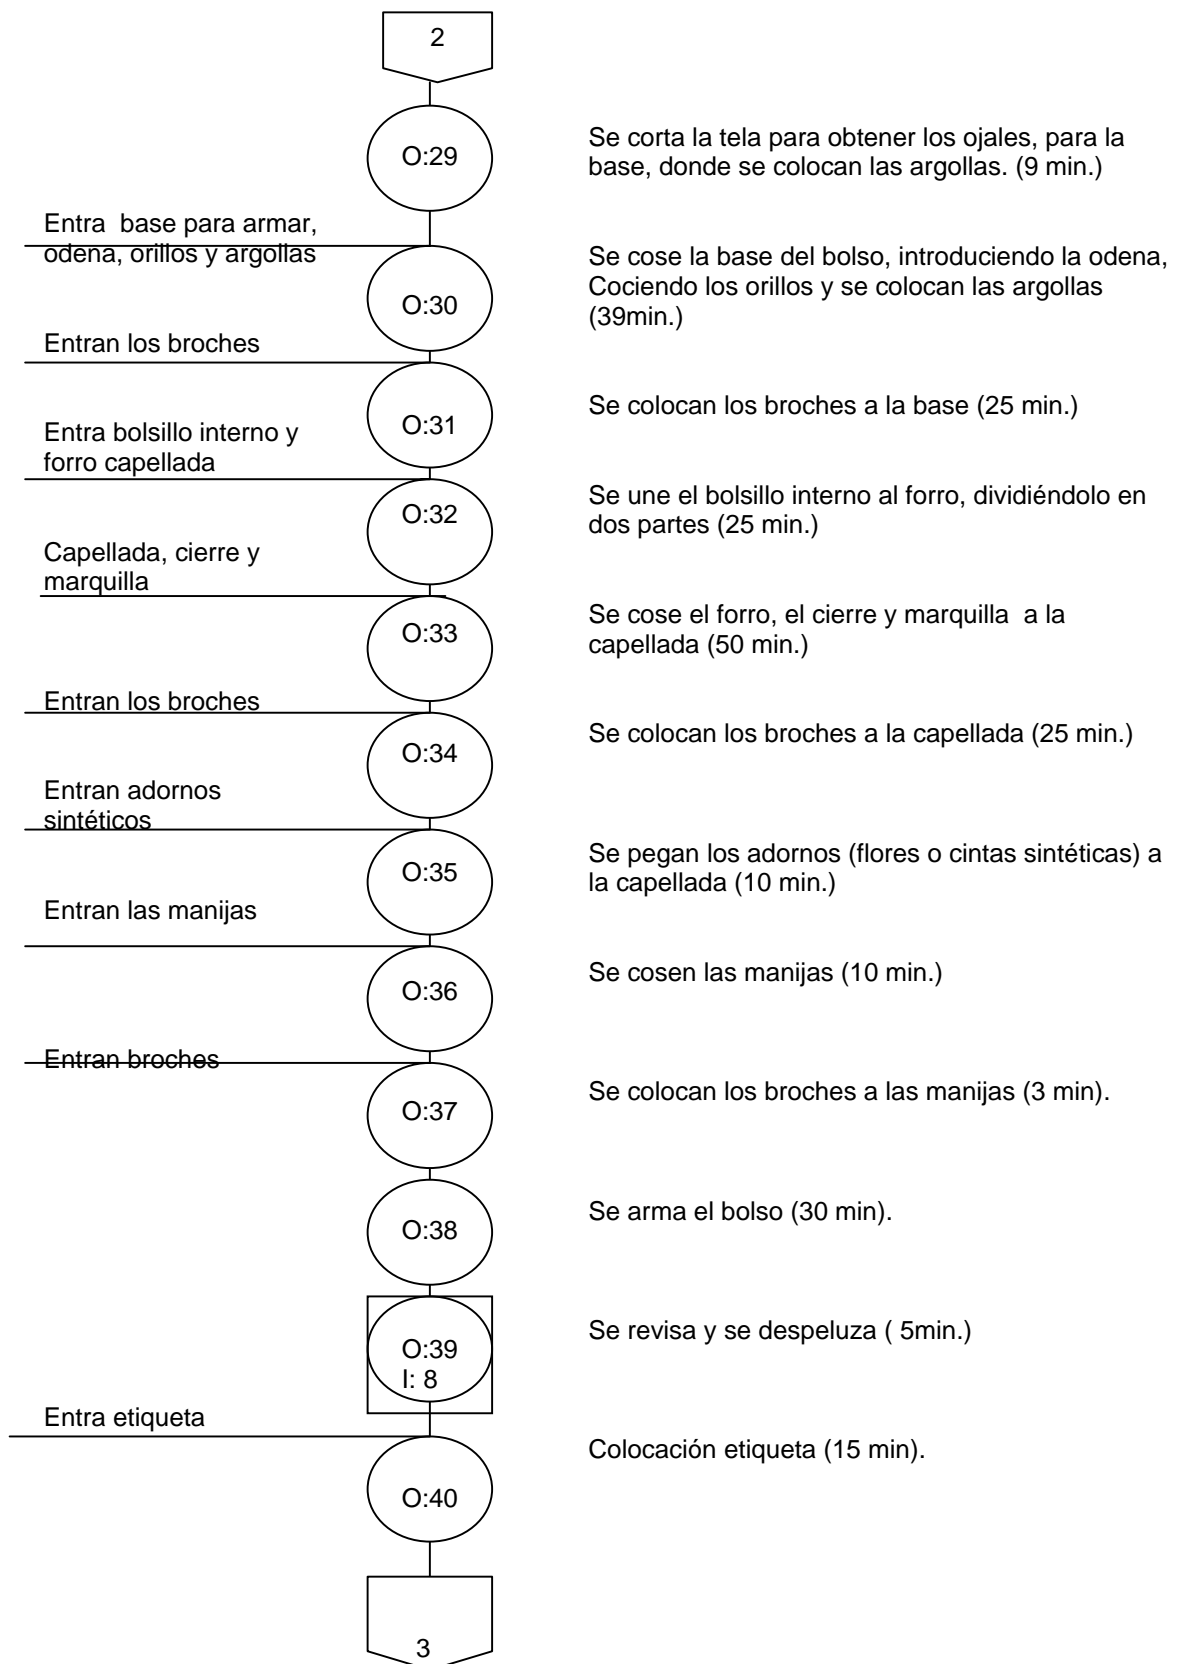 2
O:29
Se corta la tela para obtener los ojales, para la
base, donde se colocan las argollas. (9 min.)
Entra base para armar,
odena, orillos y argollas
O:30
Se cose la base del bolso, introduciendo la odena,
Cociendo los orillos y se colocan las argollas
(39min.)
Entran los broches
O:31
Se colocan los broches a la base (25 min.)
Entra bolsillo interno y
forro capellada
O:32
Se une el bolsillo interno al forro, dividiéndolo en
dos partes (25 min.)
Capellada, cierre y
marquilla
O:33
Se cose el forro, el cierre y marquilla a la
capellada (50 min.)
Entran los broches
O:34
Se colocan los broches a la capellada (25 min.)
Entran adornos
sintéticos
O:35
Se pegan los adornos (flores o cintas sintéticas) a
la capellada (10 min.)
Entran las manijas
O:36
Se cosen las manijas (10 min.)
Entran broches
O:37
Se colocan los broches a las manijas (3 min).
O:38
Se arma el bolso (30 min).
O:39
I: 8
Se revisa y se despeluza ( 5min.)
Entra etiqueta
O:40
Colocación etiqueta (15 min).
3